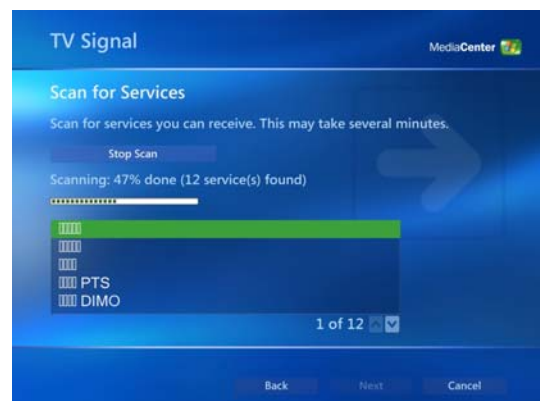 TV Signal
MediaCenter
Scan for Services
Scan for services you can receive. This may take several minutes.
Stop Scan
Scanning: 47% done (12 service(s) found)
▯▯▯▯▯
▯▯▯▯▯
▯▯▯▯
▯▯▯▯ PTS
▯▯▯▯ DIMO
1 of 12
Back Next Cancel